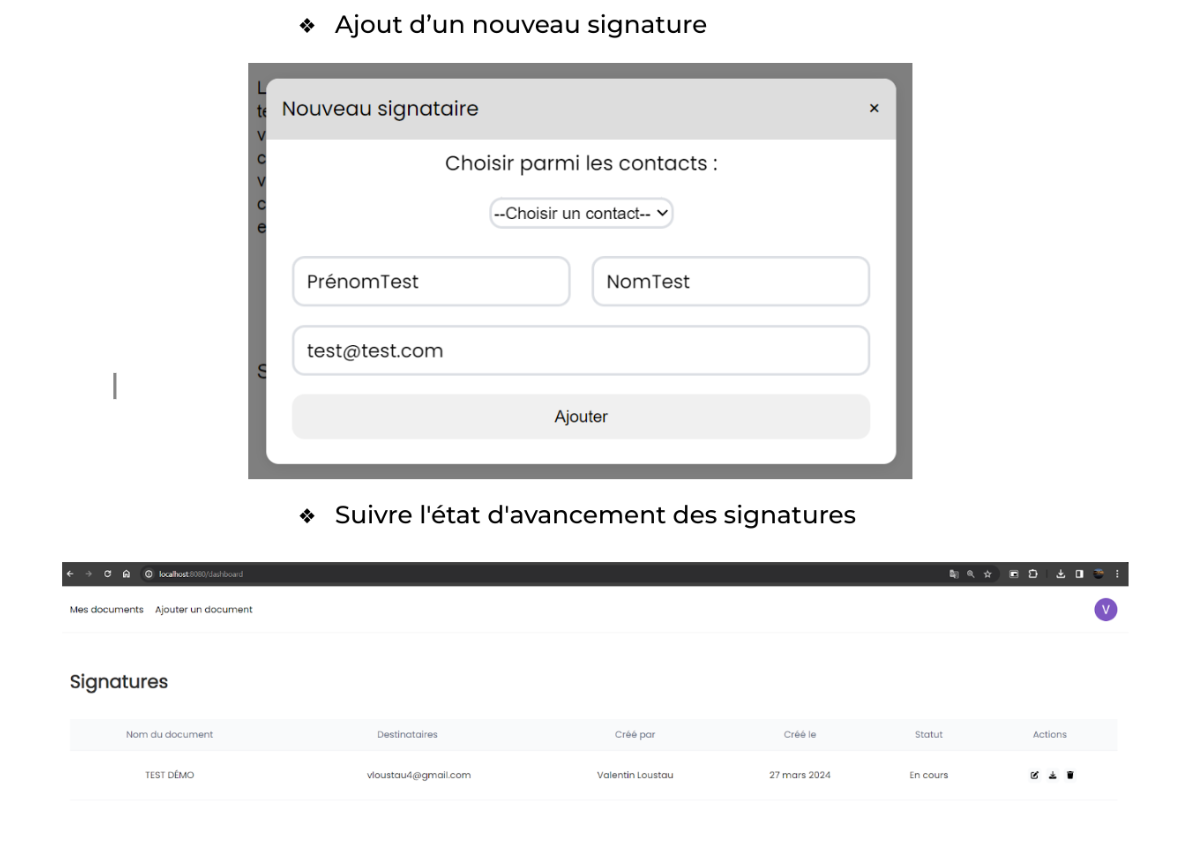 ❖ Ajout d’un nouveau signature
L
Nouveau signataire ×
te
v
Choisir parmi les contacts :
c
v
--Choisir un contact--
c
e
PrénomTest NomTest
test@test.com
S
Ajouter
❖ Suivre l'état d'avancement des signatures
localhost:8080/dashboard
Mes documents Ajouter un document V
Signatures
Nom du document Destinataires Créé par Créé le Statut Actions
TEST DÉMO vloustau4@gmail.com Valentin Loustau 27 mars 2024 En cours